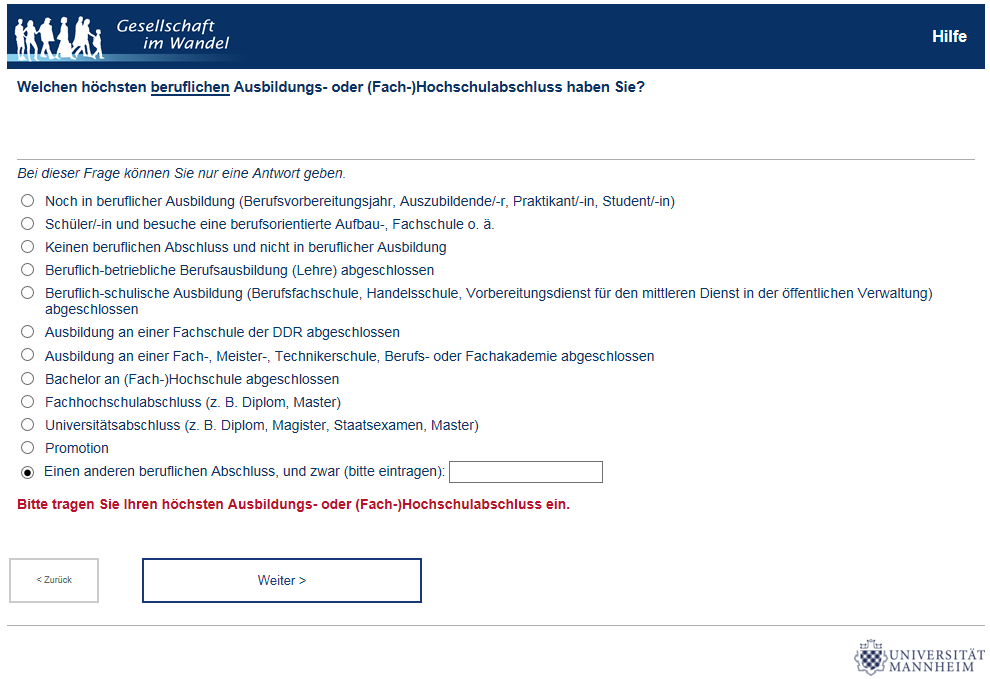 Gesellschaft
im Wandel
Hilfe
Welchen höchsten beruflichen Ausbildungs- oder (Fach-)Hochschulabschluss haben Sie?
Bei dieser Frage können Sie nur eine Antwort geben.
Noch in beruflicher Ausbildung (Berufsvorbereitungsjahr, Auszubildende/-r, Praktikant/-in, Student/-in)
Schüler/-in und besuche eine berufsorientierte Aufbau-, Fachschule o. ä.
Keinen beruflichen Abschluss und nicht in beruflicher Ausbildung
Beruflich-betriebliche Berufsausbildung (Lehre) abgeschlossen
Beruflich-schulische Ausbildung (Berufsfachschule, Handelsschule, Vorbereitungsdienst für den mittleren Dienst in der öffentlichen Verwaltung)
abgeschlossen
Ausbildung an einer Fachschule der DDR abgeschlossen
Ausbildung an einer Fach-, Meister-, Technikerschule, Berufs- oder Fachakademie abgeschlossen
Bachelor an (Fach-)Hochschule abgeschlossen
Fachhochschulabschluss (z. B. Diplom, Master)
Universitätsabschluss (z. B. Diplom, Magister, Staatsexamen, Master)
Promotion
Einen anderen beruflichen Abschluss, und zwar (bitte eintragen):
Bitte tragen Sie Ihren höchsten Ausbildungs- oder (Fach-)Hochschulabschluss ein.
< Zurück
Weiter >
UNIVERSITÄT
MANNHEIM